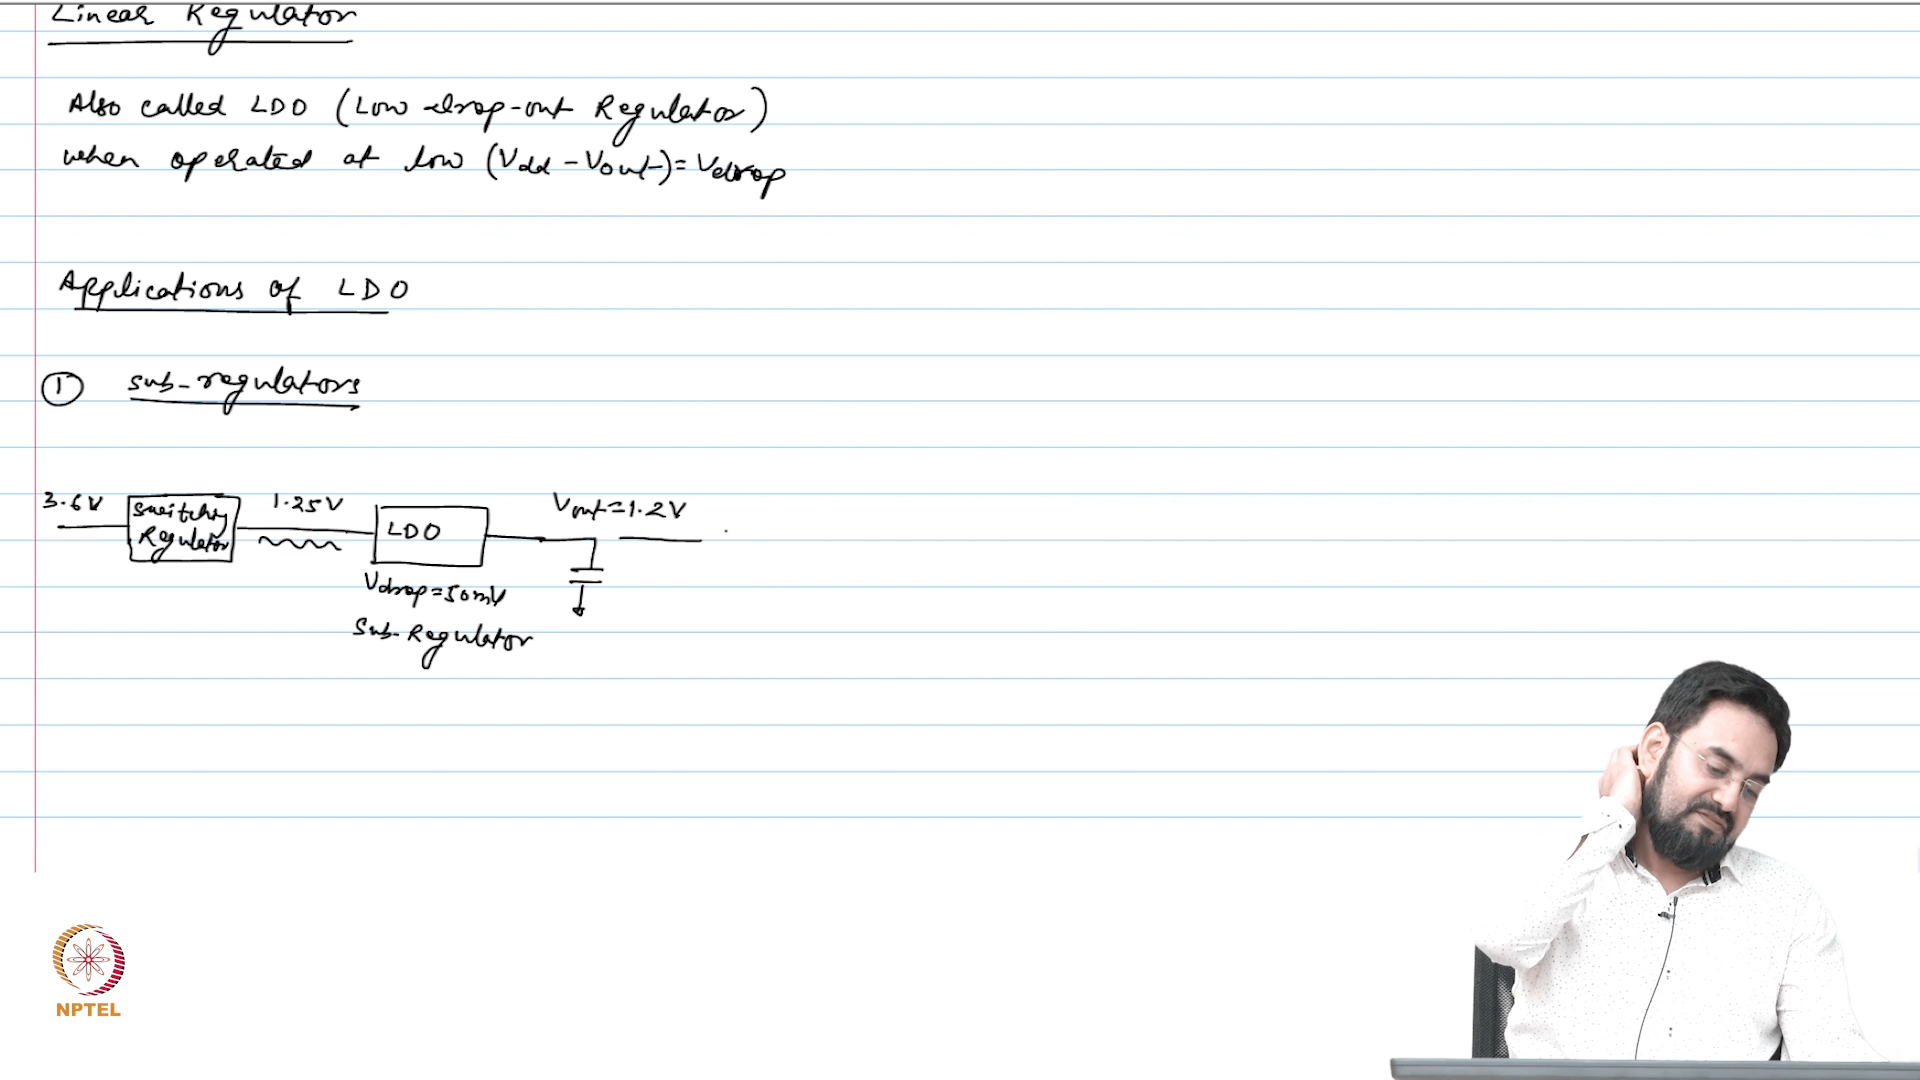 Linear Regulator
Also called LDO (Low drop-out Regulator)
when operated at low (Vdd - Vout) = Vdrop
Applications of LDO
① sub-regulators
3.6V
Switching Regulator
1.25V
LDO
Vout = 1.2V
Vdrop = 50mV
Sub-Regulator
NPTEL